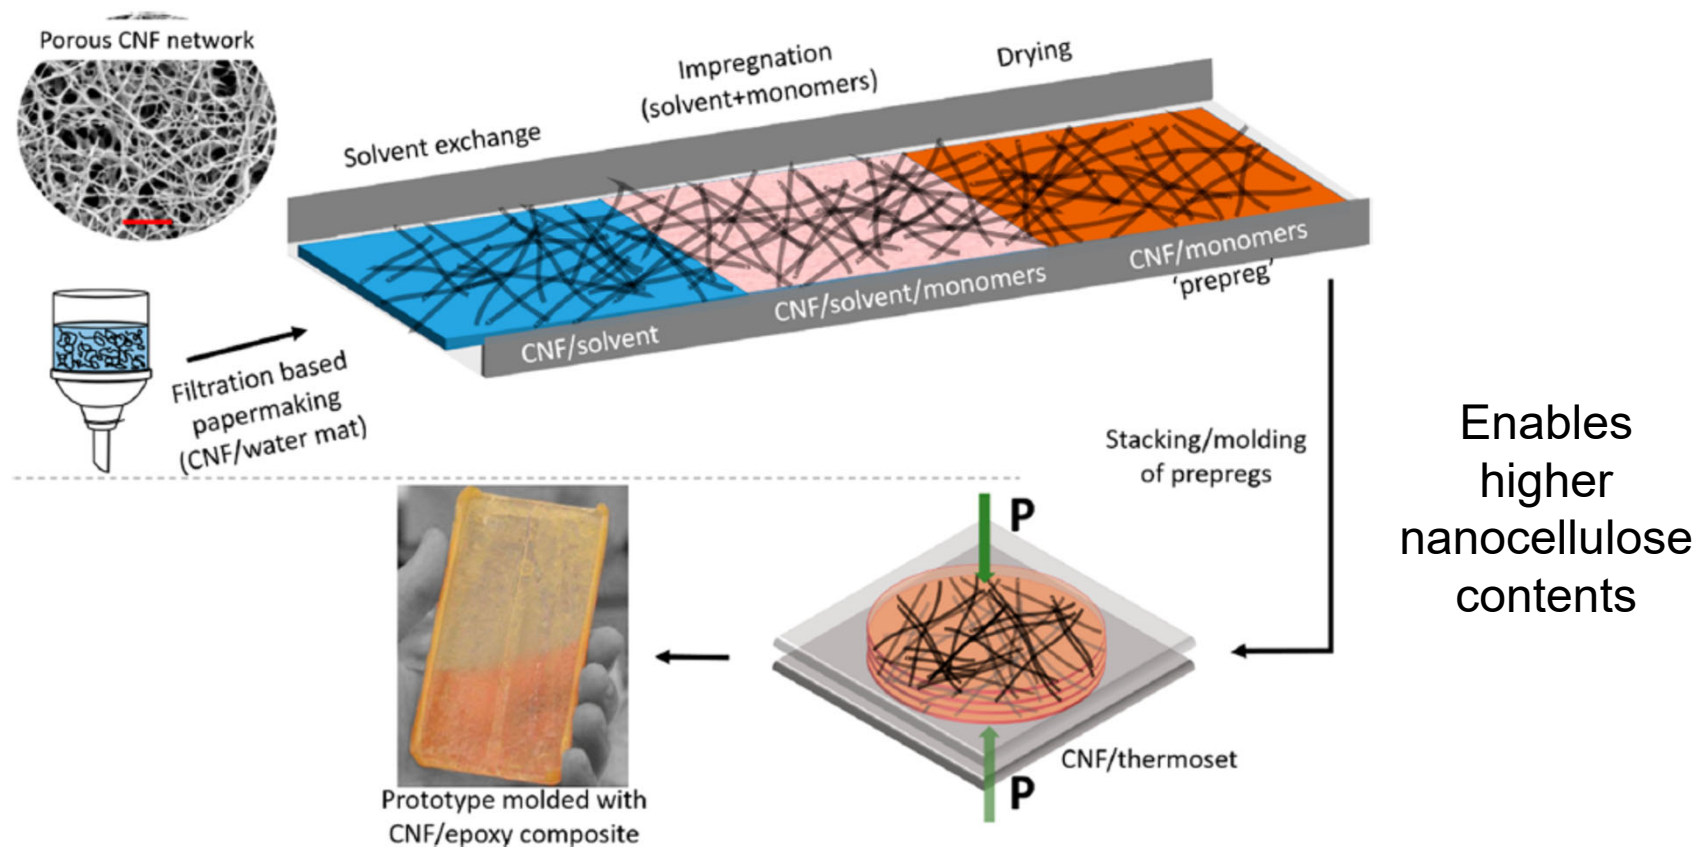 Porous CNF network
Solvent exchange
Impregnation
(solvent+monomers)
Drying
CNF/solvent
CNF/solvent/monomers
CNF/monomers
‘prepreg’
Filtration based
papermaking
(CNF/water mat)
Stacking/molding
of prepregs
Enables
higher
nanocellulose
contents
P
P
CNF/thermoset
Prototype molded with
CNF/epoxy composite